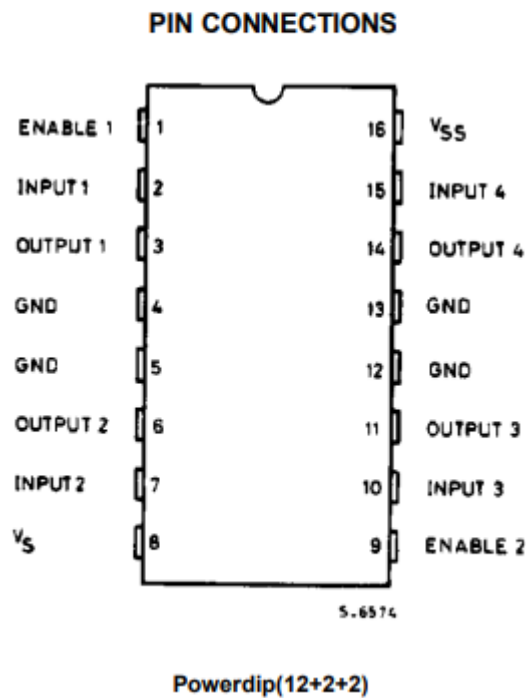 PIN CONNECTIONS
ENABLE 1 1 16 VSS
INPUT 1 2 15 INPUT 4
OUTPUT 1 3 14 OUTPUT 4
GND 4 13 GND
GND 5 12 GND
OUTPUT 2 6 11 OUTPUT 3
INPUT 2 7 10 INPUT 3
VS 8 9 ENABLE 2
5-6574
Powerdip(12+2+2)